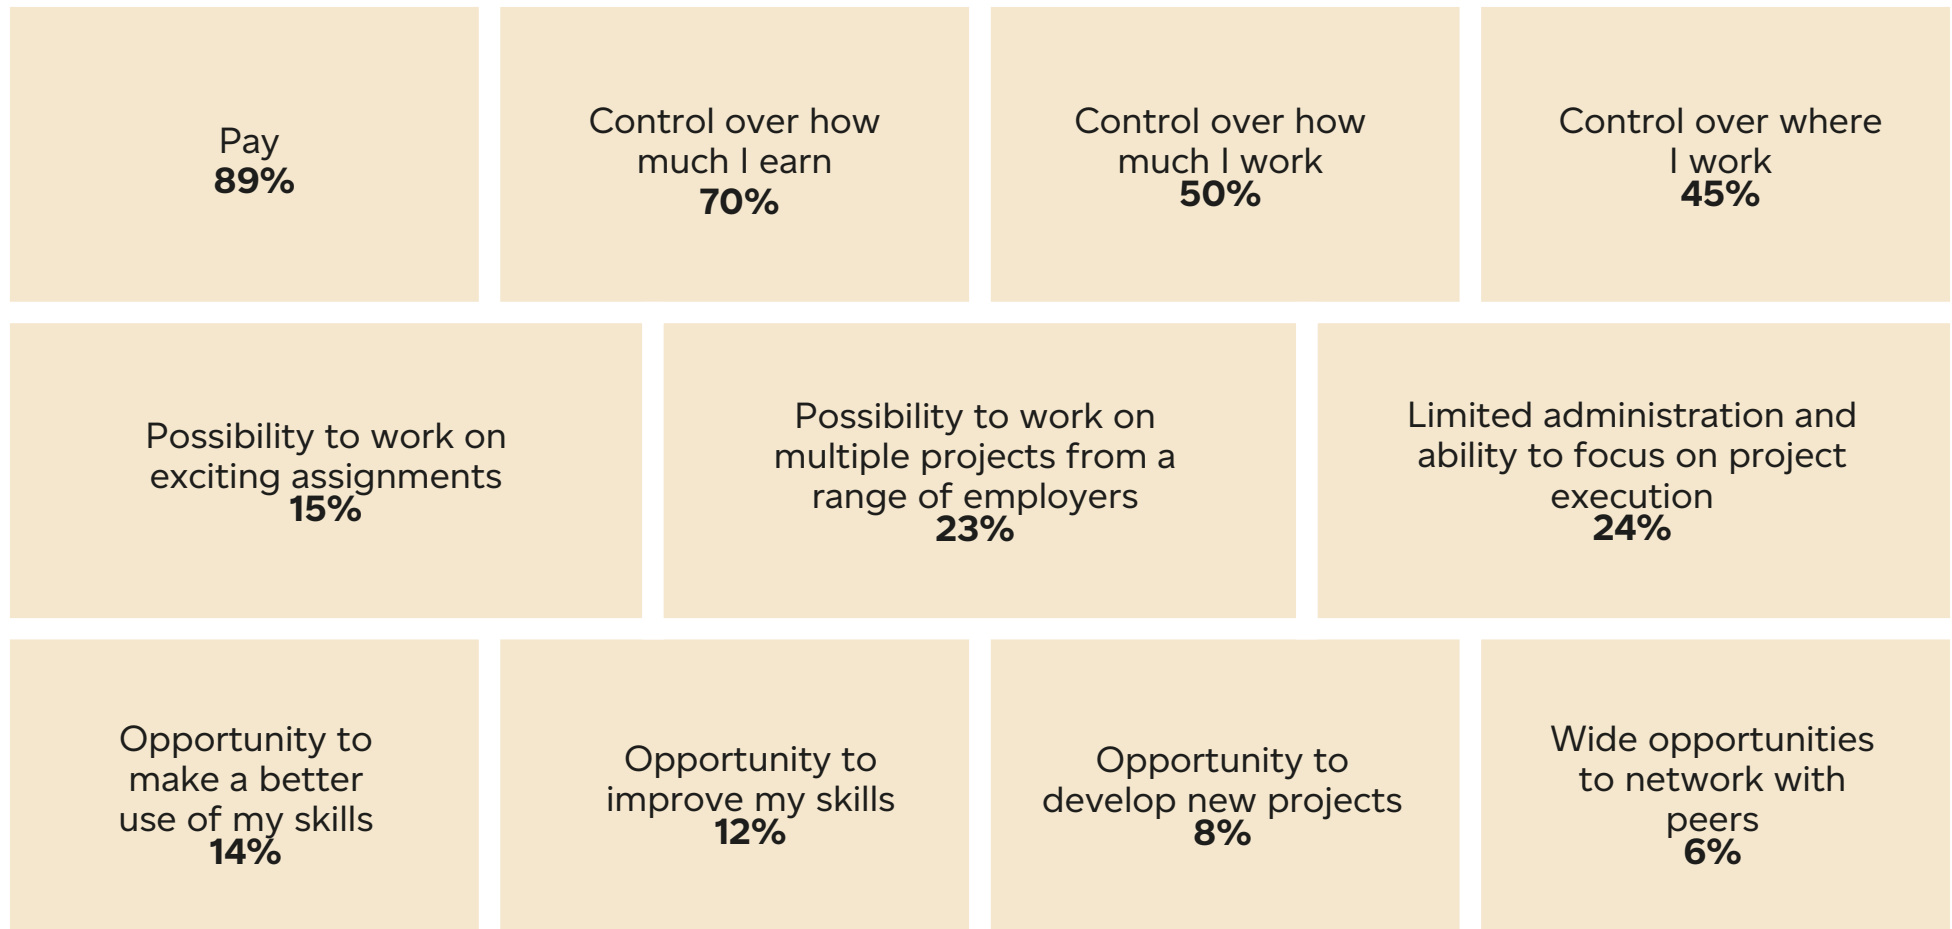 Pay
89%
Control over how
much I earn
70%
Control over how
much I work
50%
Control over where
I work
45%
Possibility to work on
exciting assignments
15%
Possibility to work on
multiple projects from a
range of employers
23%
Limited administration and
ability to focus on project
execution
24%
Opportunity to
make a better
use of my skills
14%
Opportunity to
improve my skills
12%
Opportunity to
develop new projects
8%
Wide opportunities
to network with
peers
6%